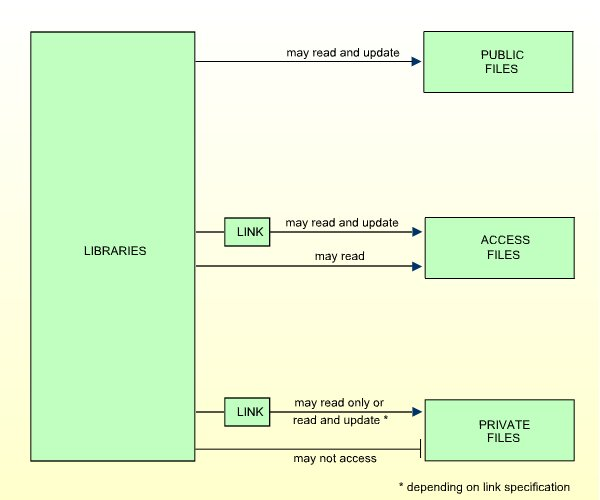 may read and update
PUBLIC
FILES
LIBRARIES
LINK
may read and update
may read
ACCESS
FILES
LINK
may read only or
read and update *
may not access
PRIVATE
FILES
* depending on link specification